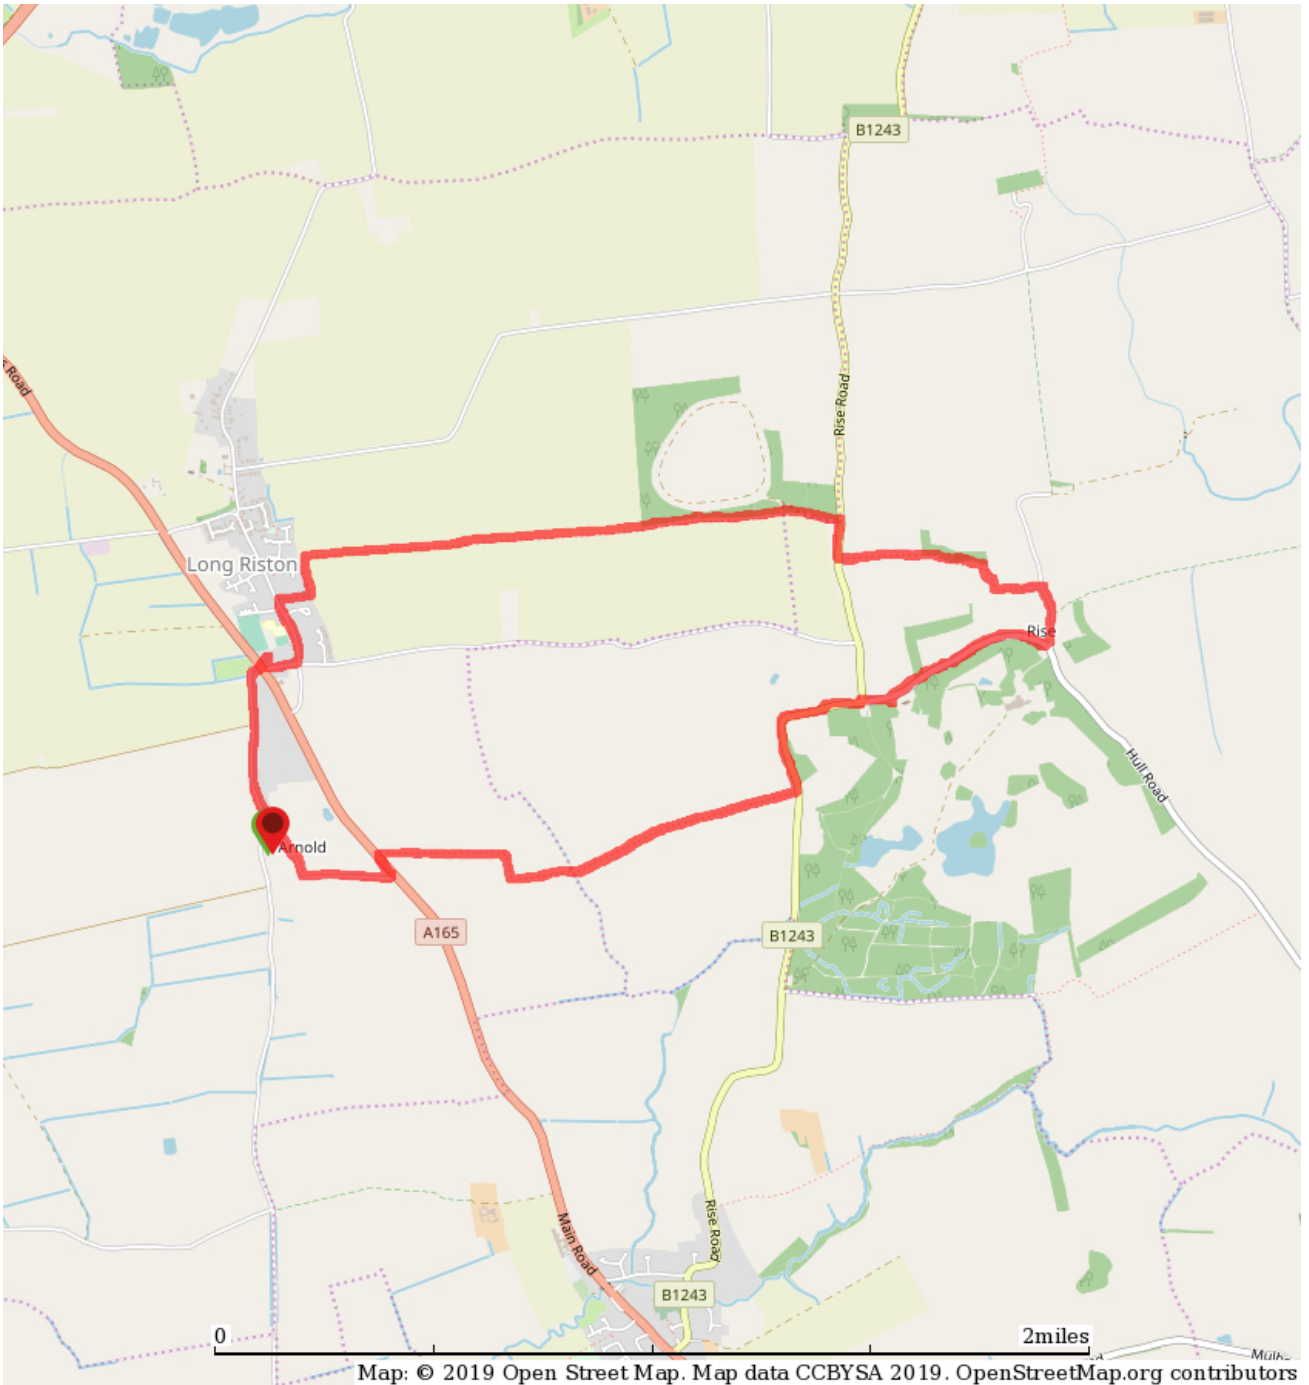 B1243
s Road
Rise Road
Long Riston
Rise
Hull Road
Arnold
A165
B1243
Rise Road
Main Road
B1243
0
2miles
Map: © 2019 Open Street Map. Map data CCBYSA 2019. OpenStreetMap.org contributors